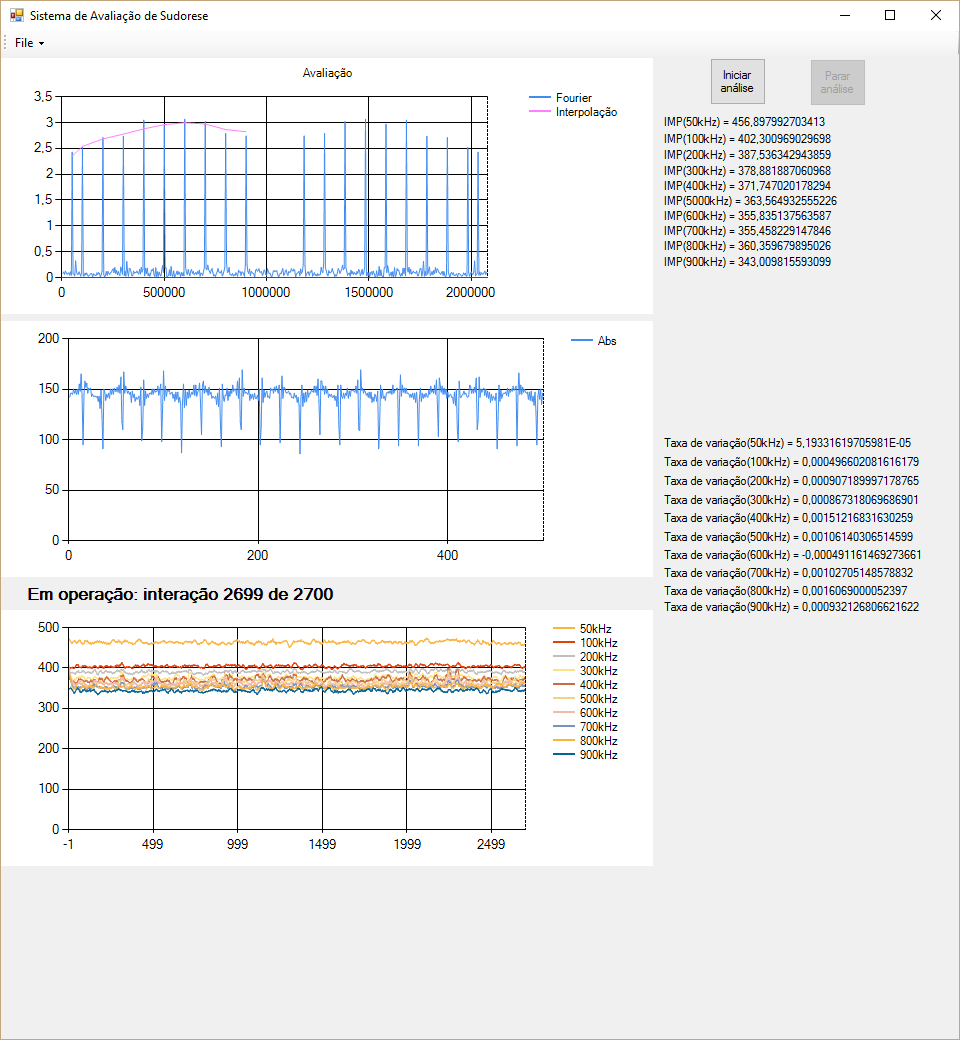 Sistema de Avaliação de Sudorese
File
Avaliação
3,5
3
2,5
2
1,5
1
0,5
0
0 500000 1000000 1500000 2000000
Fourier
Interpolação
Iniciar
análise
Parar
análise
IMP(50kHz) = 456,897992703413
IMP(100kHz) = 402,300969029698
IMP(200kHz) = 387,536342943859
IMP(300kHz) = 378,881887060968
IMP(400kHz) = 371,747020178294
IMP(5000kHz) = 363,564932555226
IMP(600kHz) = 355,835137563587
IMP(700kHz) = 355,458229147846
IMP(800kHz) = 360,359679895026
IMP(900kHz) = 343,009815593099
200
150
100
50
0
0 200 400
Abs
Taxa de variação(50kHz) = 5,19331619705981E-05
Taxa de variação(100kHz) = 0,000496602081616179
Taxa de variação(200kHz) = 0,000907189997178765
Taxa de variação(300kHz) = 0,000867318069686901
Taxa de variação(400kHz) = 0,00151216831630259
Taxa de variação(500kHz) = 0,00106140306514599
Taxa de variação(600kHz) = -0,000491161469273661
Taxa de variação(700kHz) = 0,00102705148578832
Taxa de variação(800kHz) = 0,0016069000052397
Taxa de variação(900kHz) = 0,000932126806621622
Em operação: interação 2699 de 2700
500
400
300
200
100
0
-1 499 999 1499 1999 2499
50kHz
100kHz
200kHz
300kHz
400kHz
500kHz
600kHz
700kHz
800kHz
900kHz